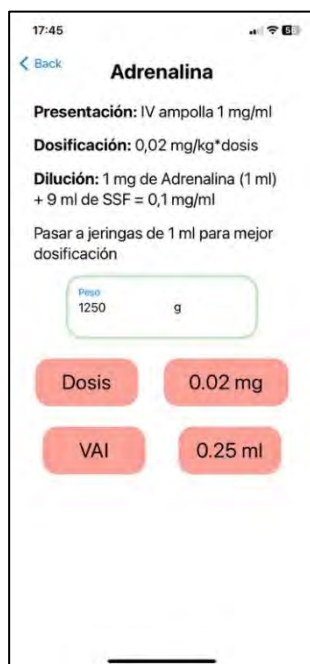 17:45
Back
Adrenalina
Presentación: IV ampolla 1 mg/ml
Dosificación: 0,02 mg/kg*dosis
Dilución: 1 mg de Adrenalina (1 ml)
+ 9 ml de SSF = 0,1 mg/ml
Pasar a jeringas de 1 ml para mejor
dosificación
Peso
1250 g
Dosis 0.02 mg
VAI 0.25 ml